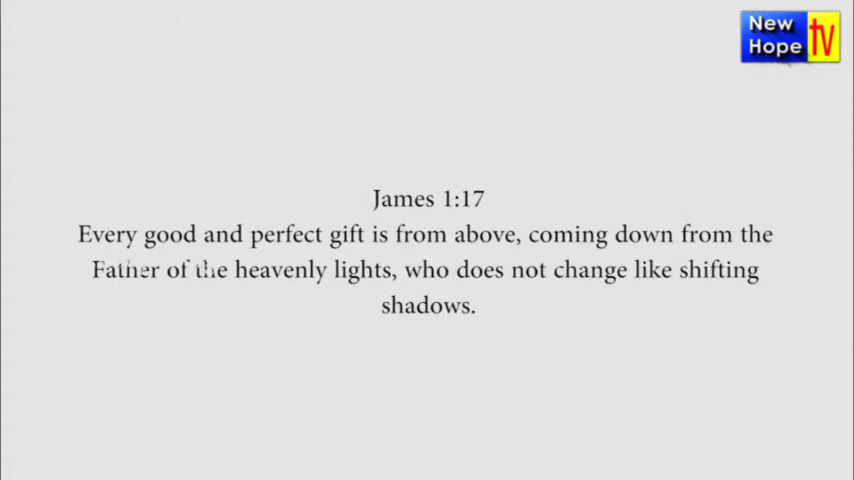 New
Hope
tv
James 1:17
Every good and perfect gift is from above, coming down from the
Father of the heavenly lights, who does not change like shifting
shadows.